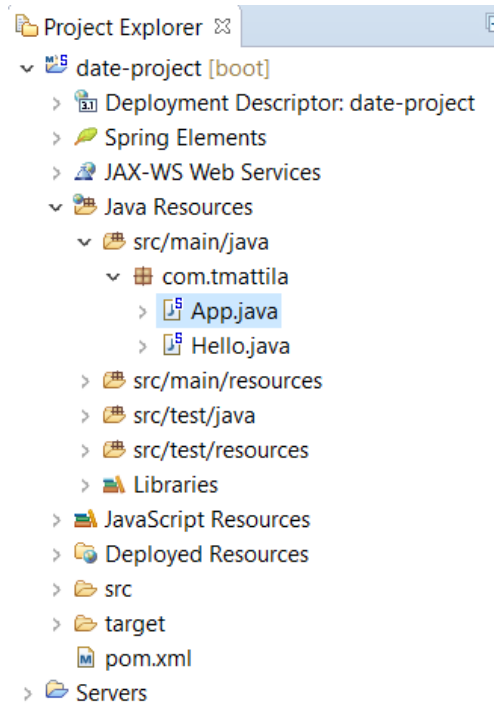 Project Explorer
date-project [boot]
3.1 Deployment Descriptor: date-project
Spring Elements
JAX-WS Web Services
Java Resources
src/main/java
com.tmattila
App.java
Hello.java
src/main/resources
src/test/java
src/test/resources
Libraries
JavaScript Resources
Deployed Resources
src
target
pom.xml
Servers